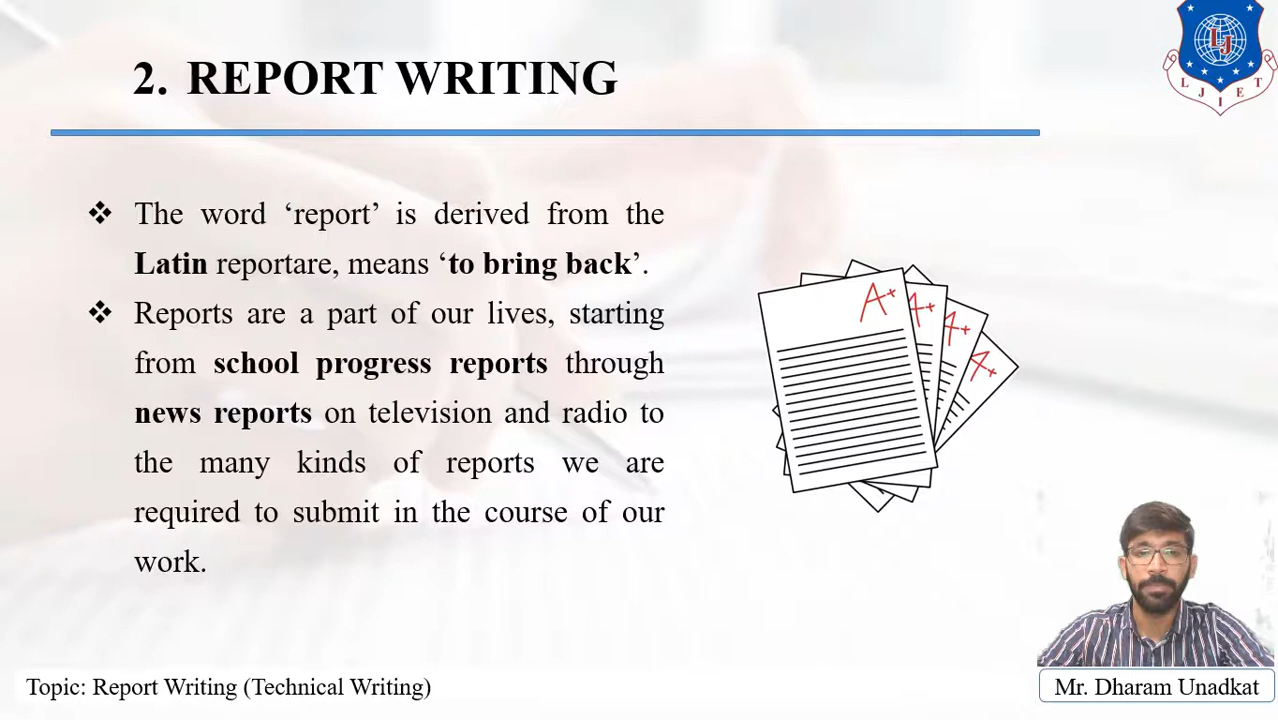 2. REPORT WRITING
LJ
L J I E T
❖ The word ‘report’ is derived from the
Latin reportare, means ‘to bring back’.
❖ Reports are a part of our lives, starting
from school progress reports through
news reports on television and radio to
the many kinds of reports we are
required to submit in the course of our
work.
A+
A+
A+
A+
Topic: Report Writing (Technical Writing)
Mr. Dharam Unadkat